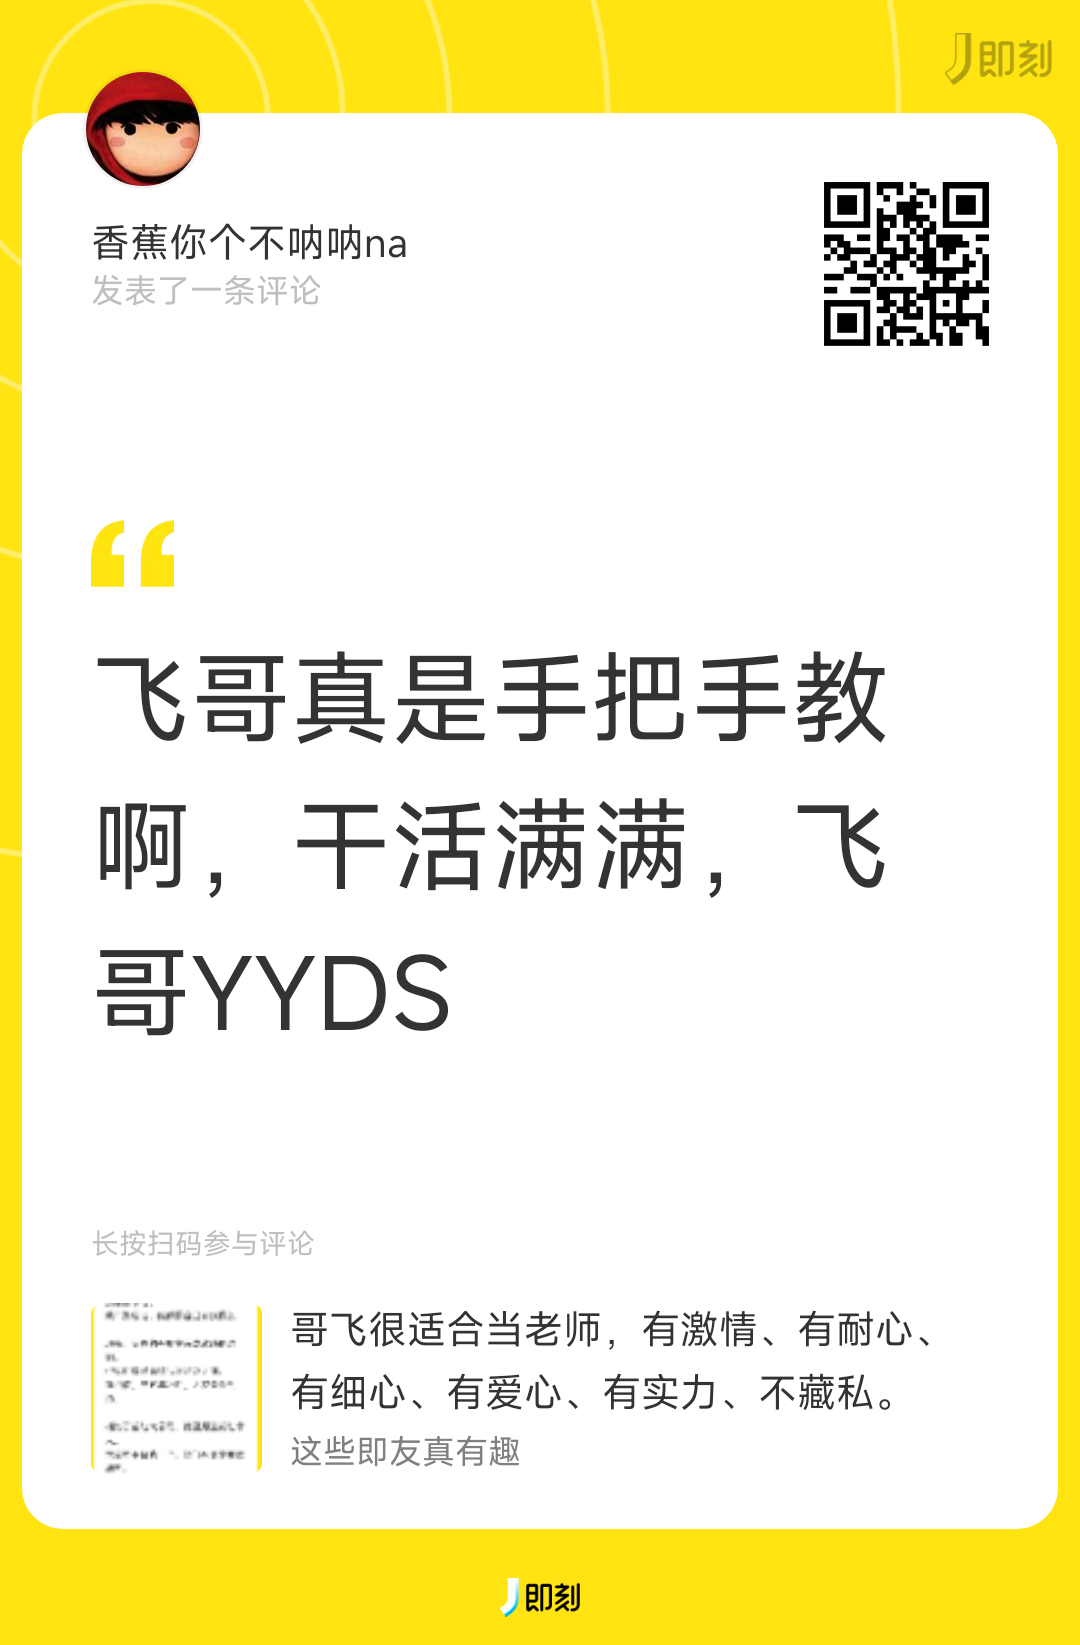 即刻
香蕉你个不呐呐na
发表了一条评论
飞哥真是手把手教
啊，干活满满，飞
哥YYDS
长按扫码参与评论
哥飞很适合当老师，有激情、有耐心、
有细心、有爱心、有实力、不藏私。
这些即友真有趣
即刻